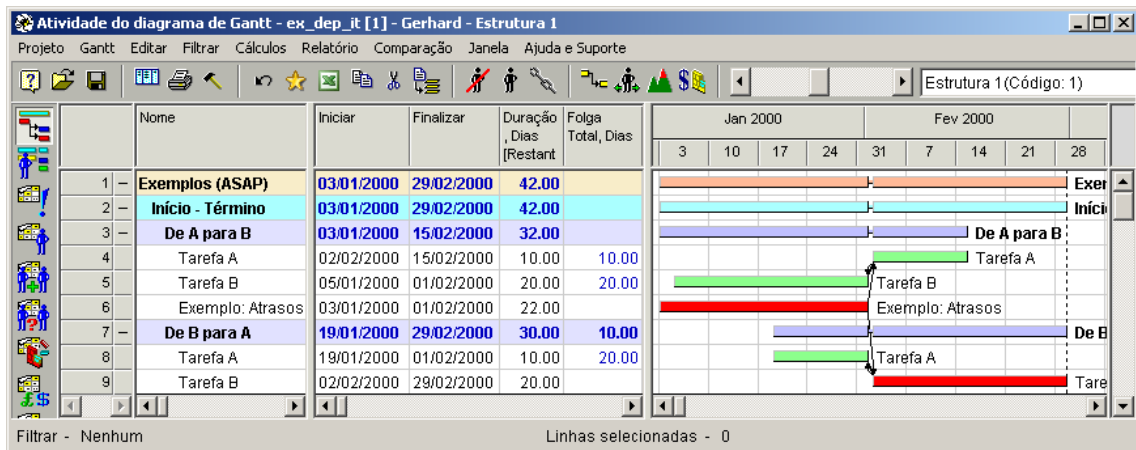 Atividade do diagrama de Gantt - ex_dep_it [1] - Gerhard - Estrutura 1
Projeto Gantt Editar Filtrar Cálculos Relatório Comparação Janela Ajuda e Suporte
Estrutura 1(Código: 1)
Nome Iniciar Finalizar Duração Folga Jan 2000 Fev 2000
, Dias Total, Dias
[Restant 3 10 17 24 31 7 14 21 28
1 Exemplos (ASAP) 03/01/2000 29/02/2000 42.00 Exer
2 Início - Término 03/01/2000 29/02/2000 42.00 Iníci
3 De A para B 03/01/2000 15/02/2000 32.00 De A para B
4 Tarefa A 02/02/2000 15/02/2000 10.00 10.00 Tarefa A
5 Tarefa B 05/01/2000 01/02/2000 20.00 20.00 Tarefa B
6 Exemplo: Atrasos 03/01/2000 01/02/2000 22.00 Exemplo: Atrasos
7 De B para A 19/01/2000 29/02/2000 30.00 10.00 De B
8 Tarefa A 19/01/2000 01/02/2000 10.00 20.00 Tarefa A
9 Tarefa B 02/02/2000 29/02/2000 20.00 Tare
Filtrar - Nenhum Linhas selecionadas - 0